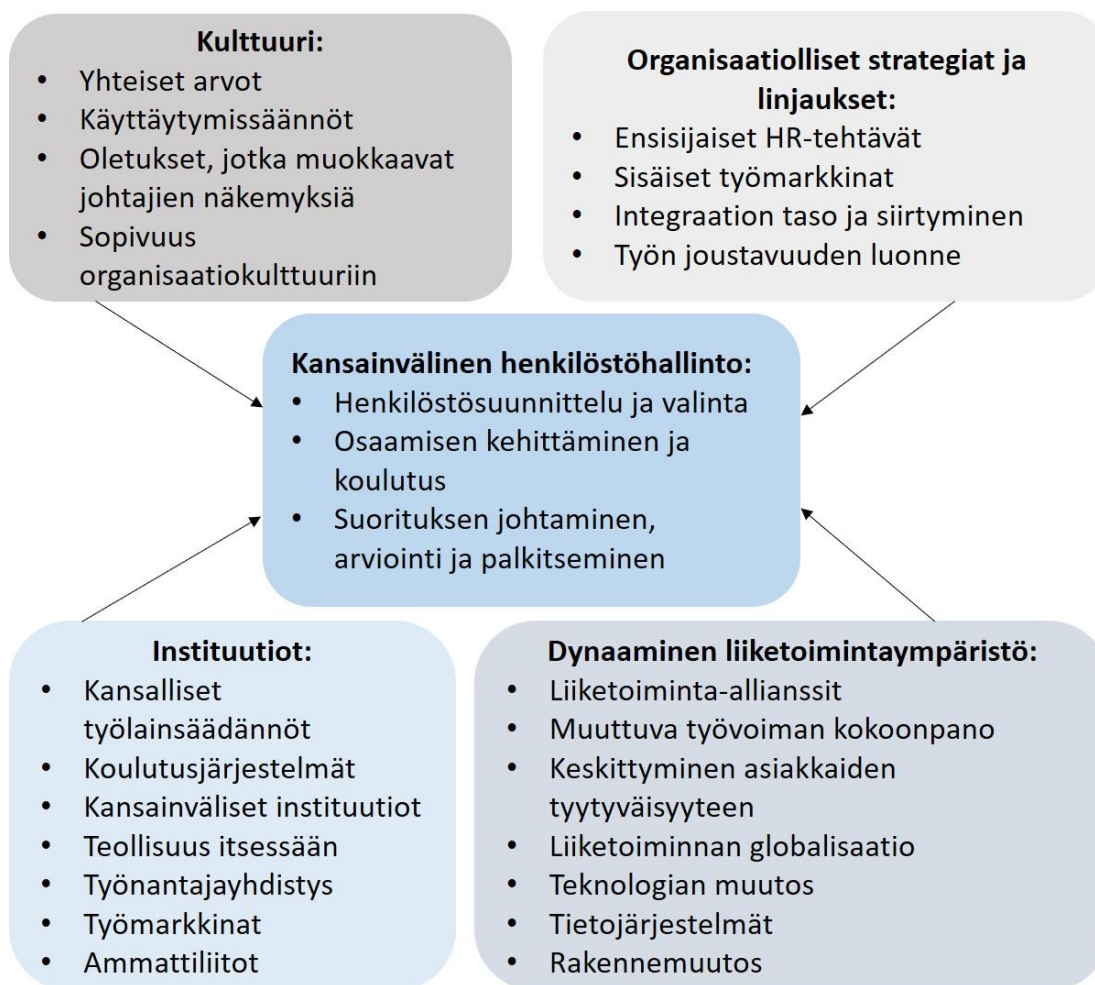 Kulttuuri:
• Yhteiset arvot
• Käyttäytymissäännöt
• Oletukset, jotka muokkaavat
johtajien näkemyksiä
• Sopivuus
organisaatiokulttuuriin
Organisaatiolliset strategiat ja
linjaukset:
• Ensisijaiset HR-tehtävät
• Sisäiset työmarkkinat
• Integraation taso ja siirtyminen
• Työn joustavuuden luonne
Kansainvälinen henkilöstöhallinto:
• Henkilöstösuunnittelu ja valinta
• Osaamisen kehittäminen ja
koulutus
• Suorituksen johtaminen,
arviointi ja palkitseminen
Instituutiot:
• Kansalliset
työlainsäädännöt
• Koulutusjärjestelmät
• Kansainväliset instituutiot
• Teollisuus itsessään
• Työnantajayhdistys
• Työmarkkinat
• Ammattiliitot
Dynaaminen liiketoimintaympäristö:
• Liiketoiminta-allianssit
• Muuttuva työvoiman kokoonpano
• Keskittyminen asiakkaiden
tyytyväisyyteen
• Liiketoiminnan globalisaatio
• Teknologian muutos
• Tietojärjestelmät
• Rakennemuutos